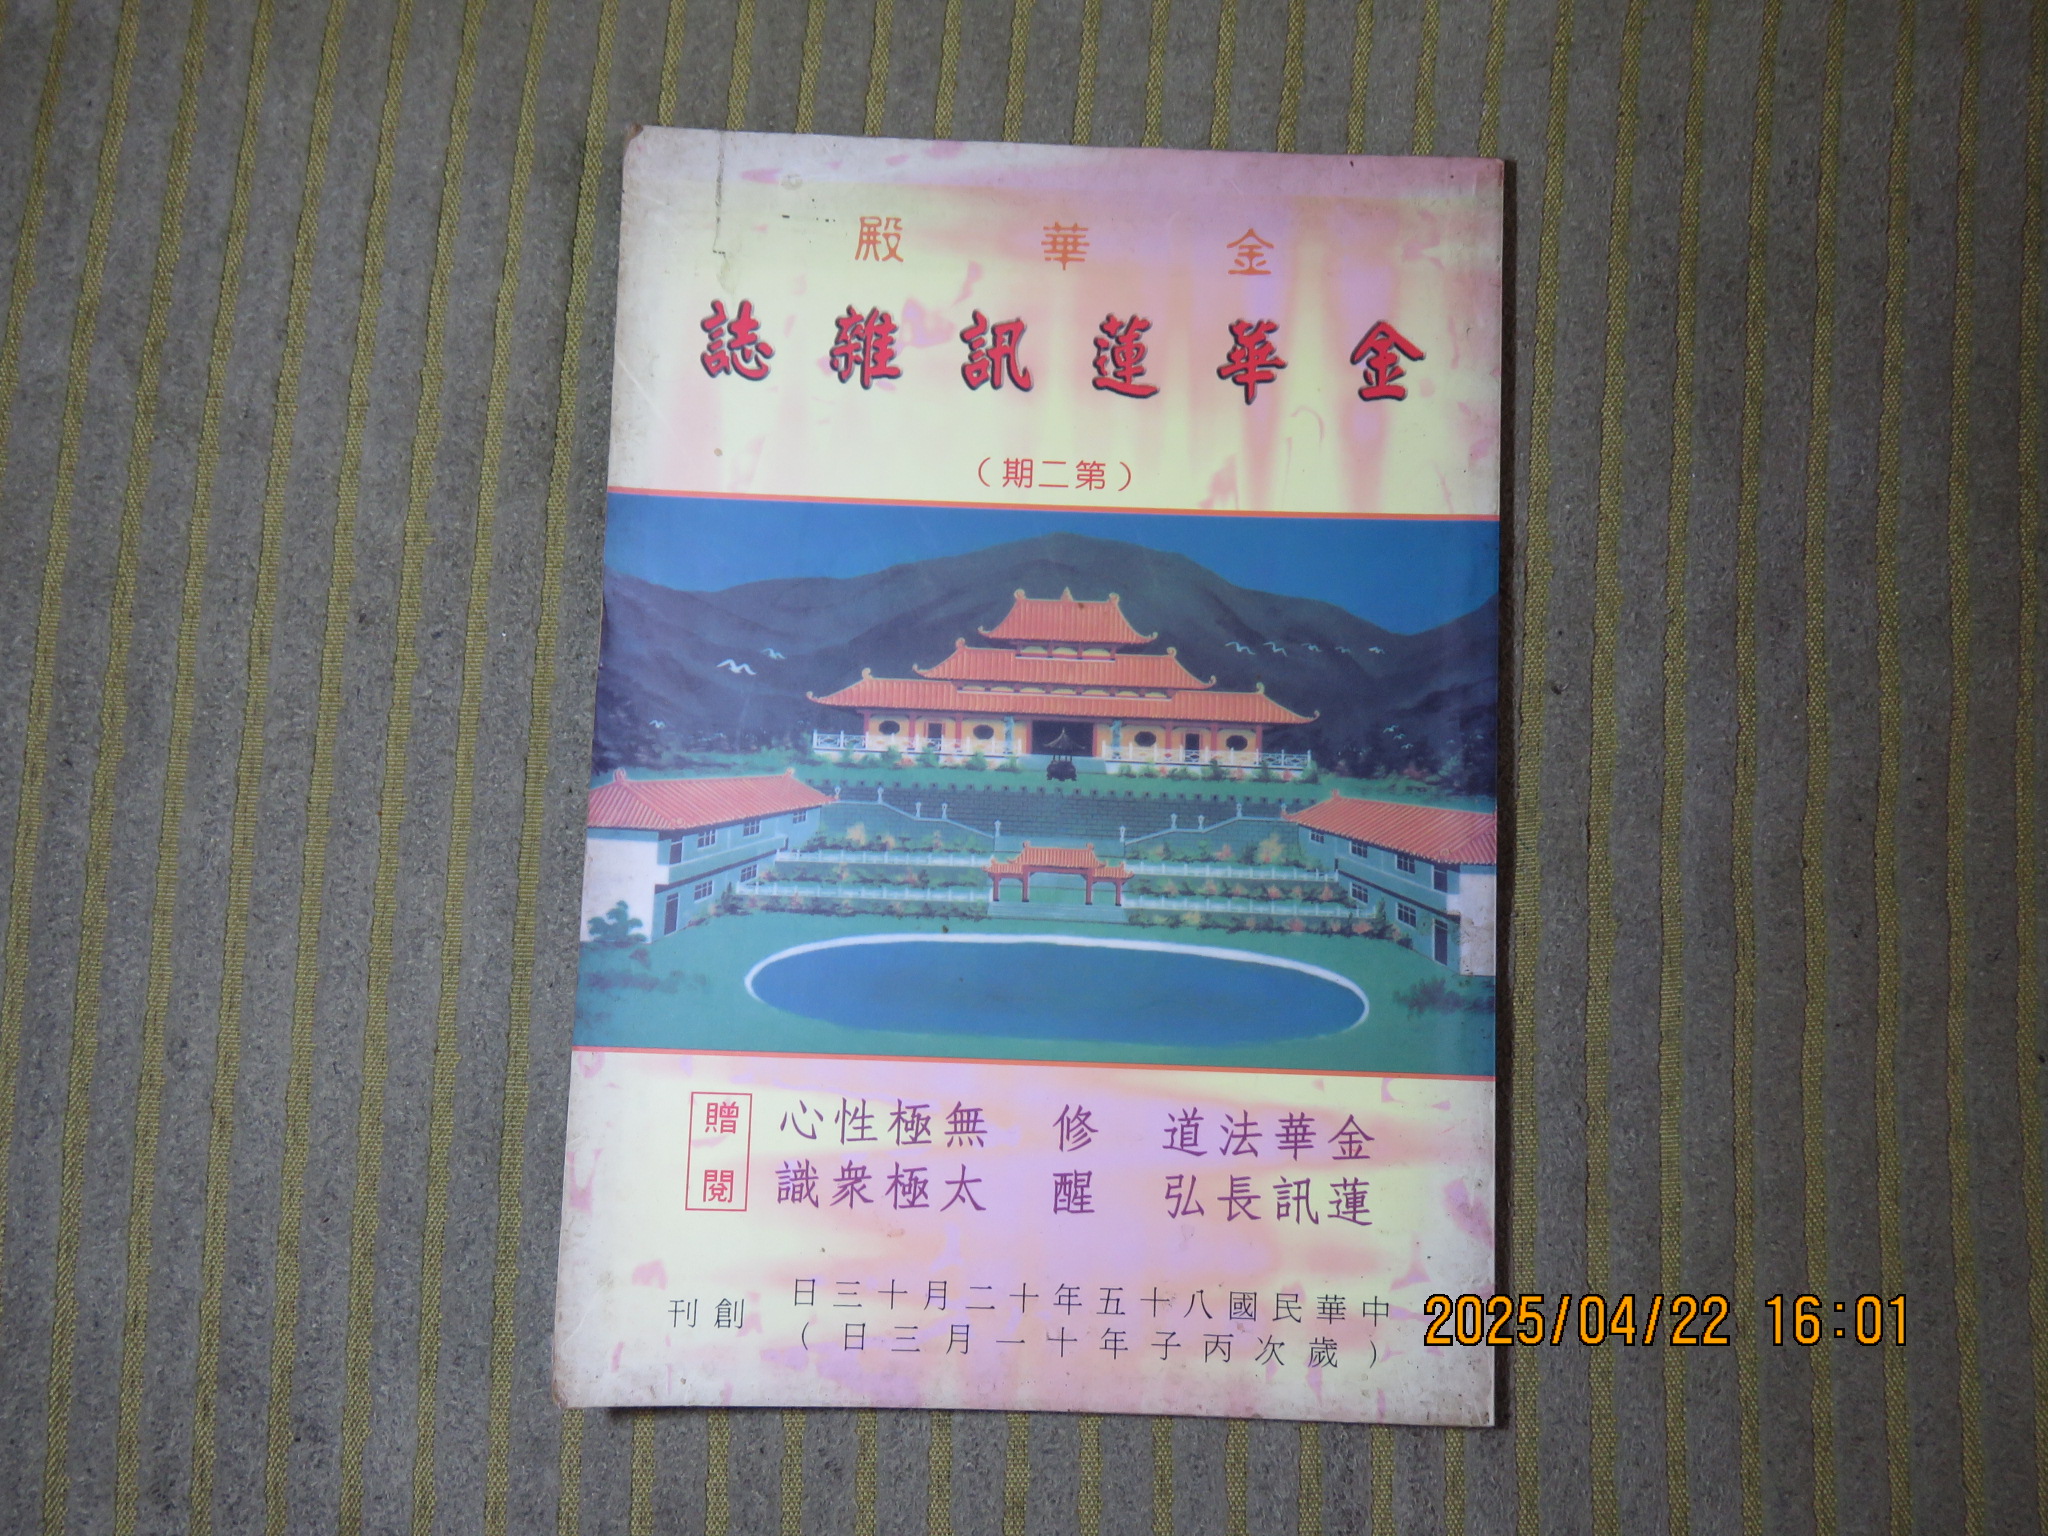 金華殿
金華蓮訊雜誌
（第二期）
金華法道 修 無極性心
蓮訊長弘 醒 太極眾識
贈閱
中華民國八十五年十二月十三日
（歲次丙子年十一月三日）
創刊
2025/04/22 16:01